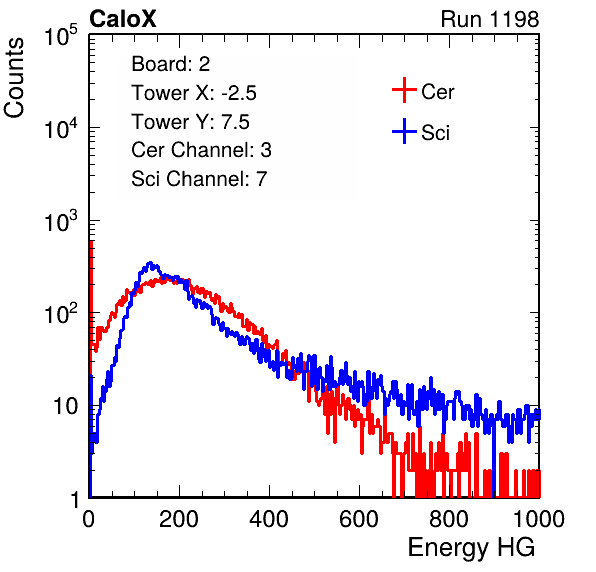 CaloX Run 1198
Counts
Board: 2
Tower X: -2.5
Tower Y: 7.5
Cer Channel: 3
Sci Channel: 7
Cer
Sci
10^5
10^4
10^3
10^2
10
1
0 200 400 600 800 1000
Energy HG